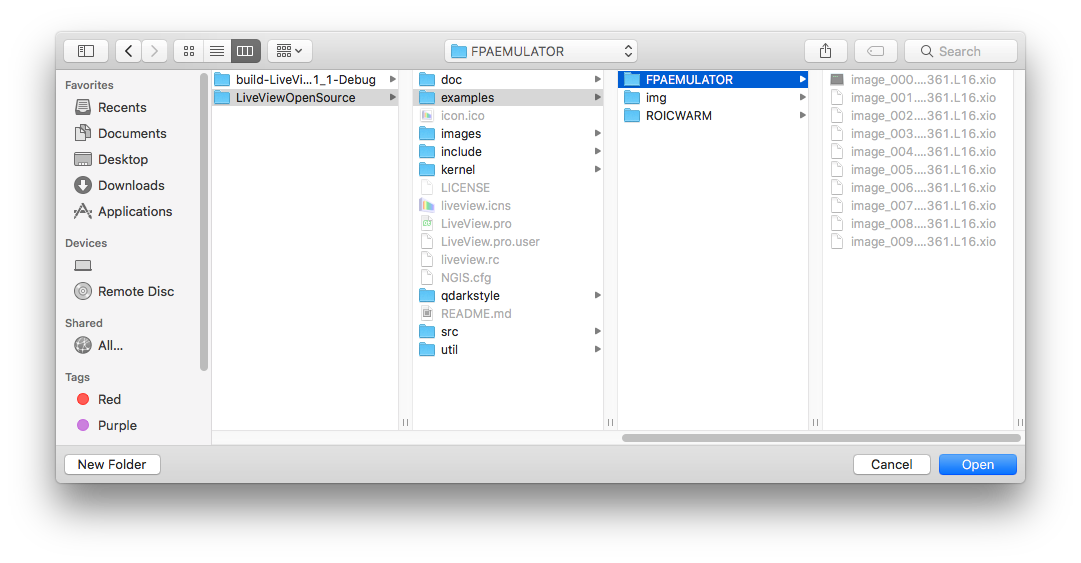 FPAEMULATOR
Search
Favorites
Recents
Documents
Desktop
Downloads
Applications
Devices
Remote Disc
Shared
All...
Tags
Red
Purple
build-LiveVi...1_1-Debug
LiveViewOpenSource
doc
examples
icon.ico
images
include
kernel
LICENSE
liveview.icns
LiveView.pro
LiveView.pro.user
liveview.rc
NGIS.cfg
qdarkstyle
README.md
src
util
FPAEMULATOR
img
ROICWARM
image_000....361.L16.xio
image_001....361.L16.xio
image_002....361.L16.xio
image_003....361.L16.xio
image_004....361.L16.xio
image_005....361.L16.xio
image_006....361.L16.xio
image_007....361.L16.xio
image_008....361.L16.xio
image_009....361.L16.xio
New Folder
Cancel
Open